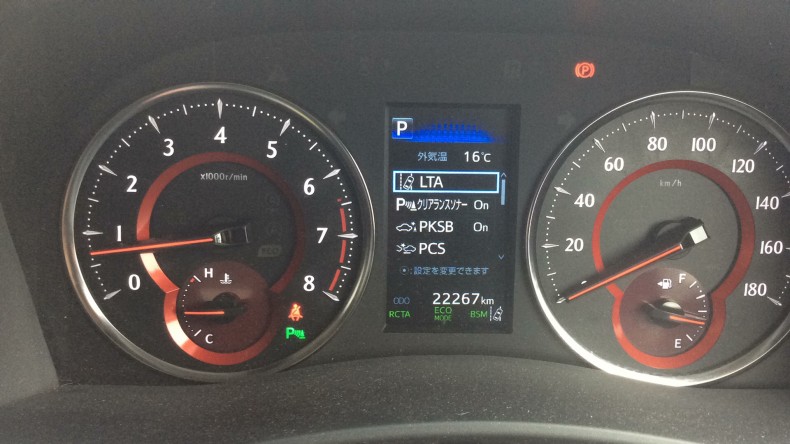 x1000r/min
0
1
2
3
4
5
6
7
8
H
C
P
P
外気温 16℃
LTA
P クリアランスソナー On
PKSB On
PCS
:設定を変更できます
ODO 22267 km
RCTA ECO MODE BSM
P
km/h
20
40
60
80
100
120
140
160
180
F
E